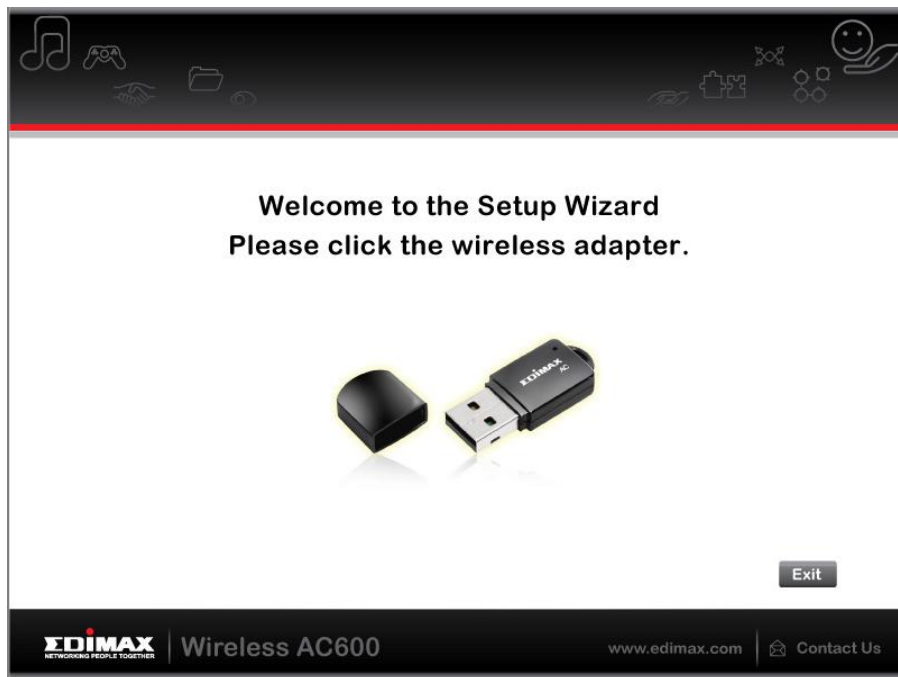 Welcome to the Setup Wizard
Please click the wireless adapter.
EDIMAX
AC
Exit
EDIMAX
NETWORKING PEOPLE TOGETHER
Wireless AC600
www.edimax.com
Contact Us